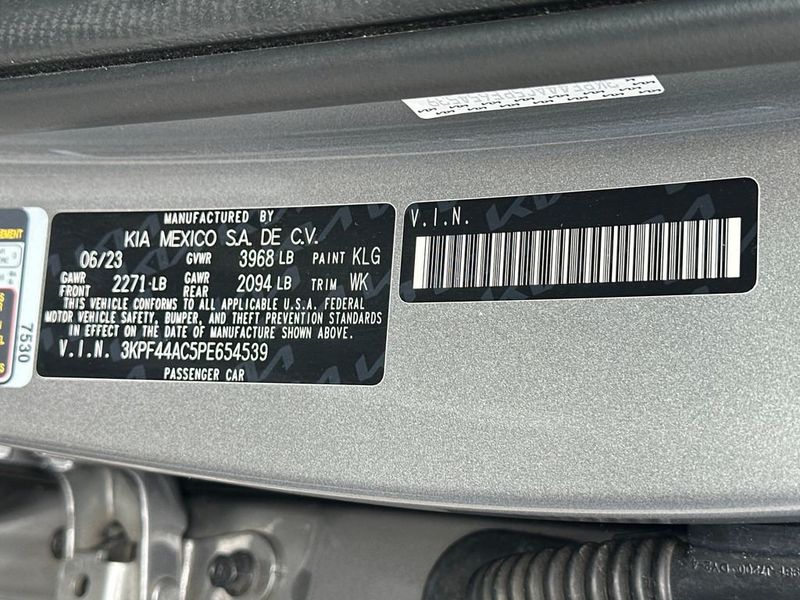 3KPF44AC5PE654539
MANUFACTURED BY
KIA MEXICO S.A. DE C.V.
06/23 GVWR 3968 LB PAINT KLG
GAWR FRONT 2271 LB GAWR REAR 2094 LB TRIM WK
THIS VEHICLE CONFORMS TO ALL APPLICABLE U.S.A. FEDERAL
MOTOR VEHICLE SAFETY, BUMPER, AND THEFT PREVENTION STANDARDS
IN EFFECT ON THE DATE OF MANUFACTURE SHOWN ABOVE.
V.I.N. 3KPF44AC5PE654539
PASSENGER CAR
V.I.N.
7530